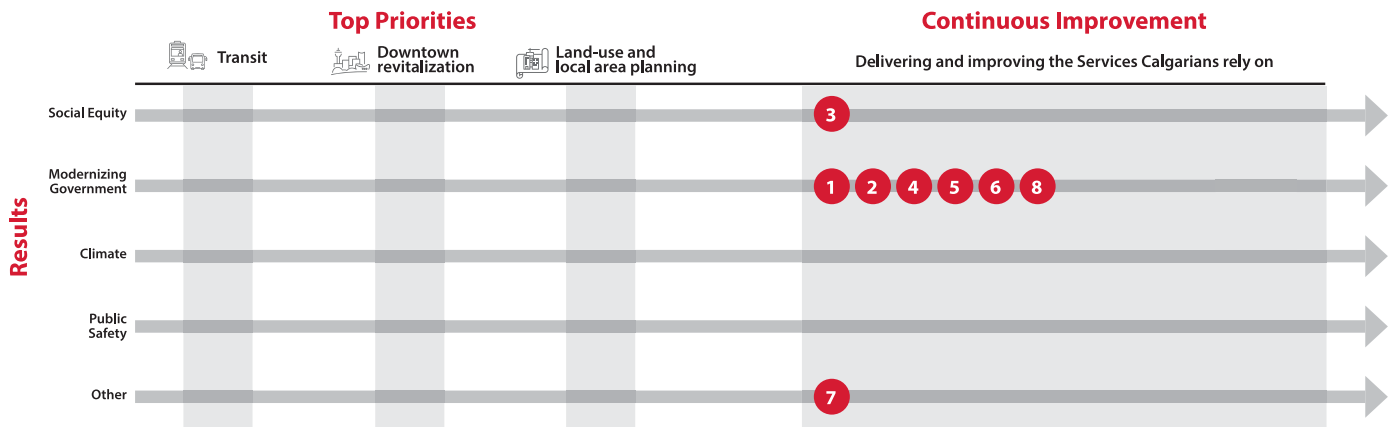 Top Priorities
Continuous Improvement
Transit
Downtown
revitalization
Land-use and
local area planning
Delivering and improving the Services Calgarians rely on
Results
Social Equity
3
Modernizing
Government
1 2 4 5 6 8
Climate
Public
Safety
Other
7